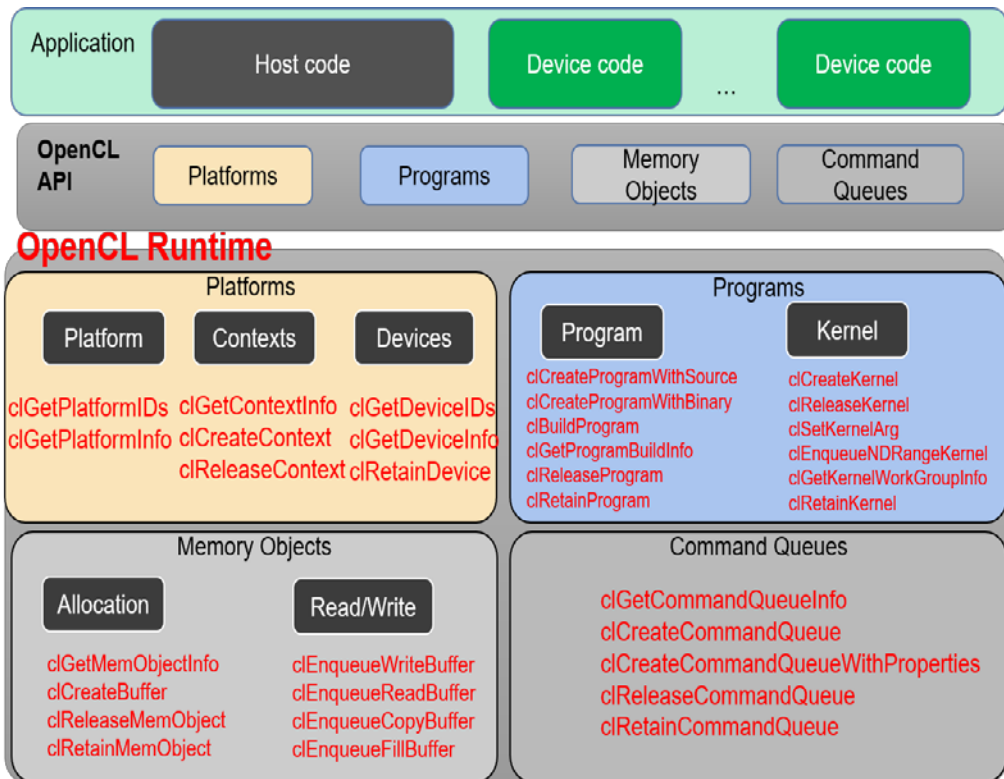 Application
Host code
Device code
...
Device code
OpenCL
API
Platforms
Programs
Memory
Objects
Command
Queues
OpenCL Runtime
Platforms
Platform
Contexts
Devices
clGetPlatformIDs
clGetPlatformInfo
clGetContextInfo
clCreateContext
clReleaseContext
clGetDeviceIDs
clGetDeviceInfo
clRetainDevice
Programs
Program
Kernel
clCreateProgramWithSource
clCreateProgramWithBinary
clBuildProgram
clGetProgramBuildInfo
clReleaseProgram
clRetainProgram
clCreateKernel
clReleaseKernel
clSetKernelArg
clEnqueueNDRangeKernel
clGetKernelWorkGroupInfo
clRetainKernel
Memory Objects
Allocation
Read/Write
clGetMemObjectInfo
clCreateBuffer
clReleaseMemObject
clRetainMemObject
clEnqueueWriteBuffer
clEnqueueReadBuffer
clEnqueueCopyBuffer
clEnqueueFillBuffer
Command Queues
clGetCommandQueueInfo
clCreateCommandQueue
clCreateCommandQueueWithProperties
clReleaseCommandQueue
clRetainCommandQueue